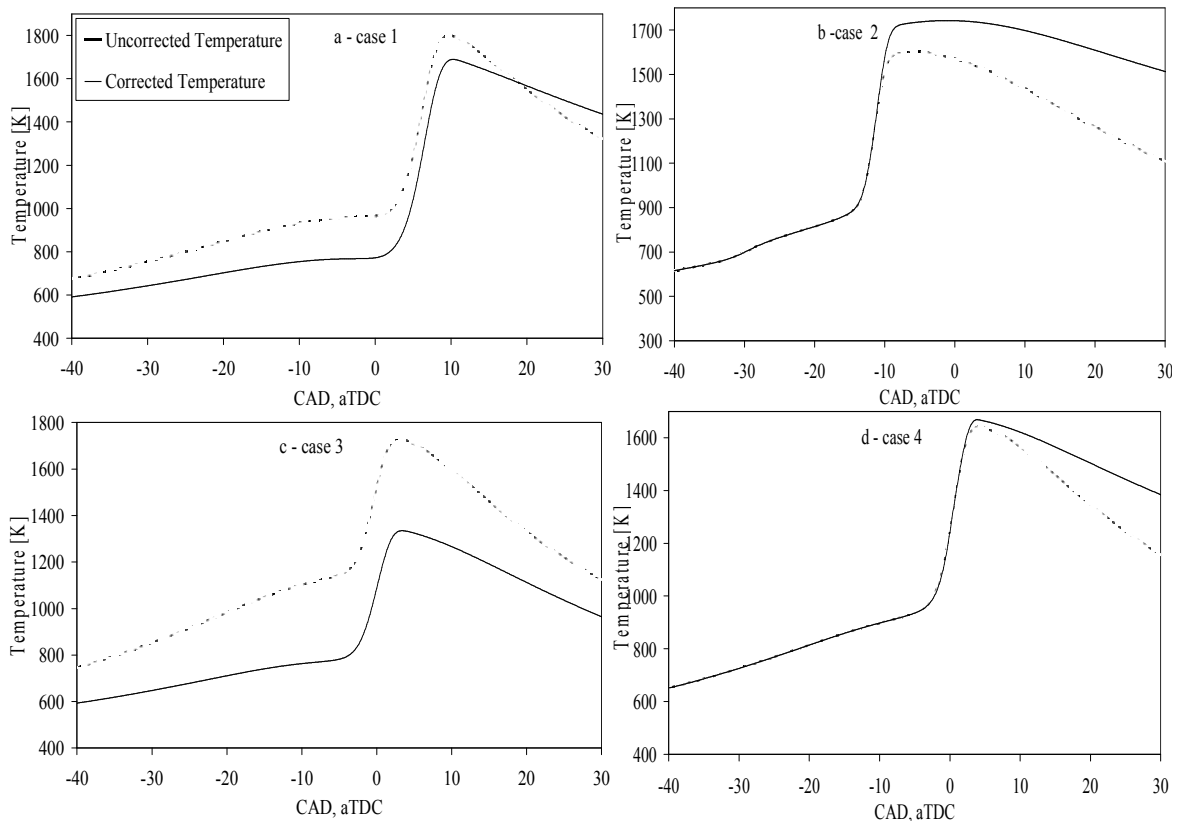 a - case 1
Uncorrected Temperature
Corrected Temperature
Temperature [K]
1800
1600
1400
1200
1000
800
600
400
-40 -30 -20 -10 0 10 20 30
CAD, aTDC
b -case 2
Temperature [K]
1700
1500
1300
1100
900
700
500
300
-40 -30 -20 -10 0 10 20 30
CAD, aTDC
c - case 3
Temperature [K]
1800
1600
1400
1200
1000
800
600
400
-40 -30 -20 -10 0 10 20 30
CAD, aTDC
d - case 4
Temperature [K]
1600
1400
1200
1000
800
600
400
-40 -30 -20 -10 0 10 20 30
CAD, aTDC